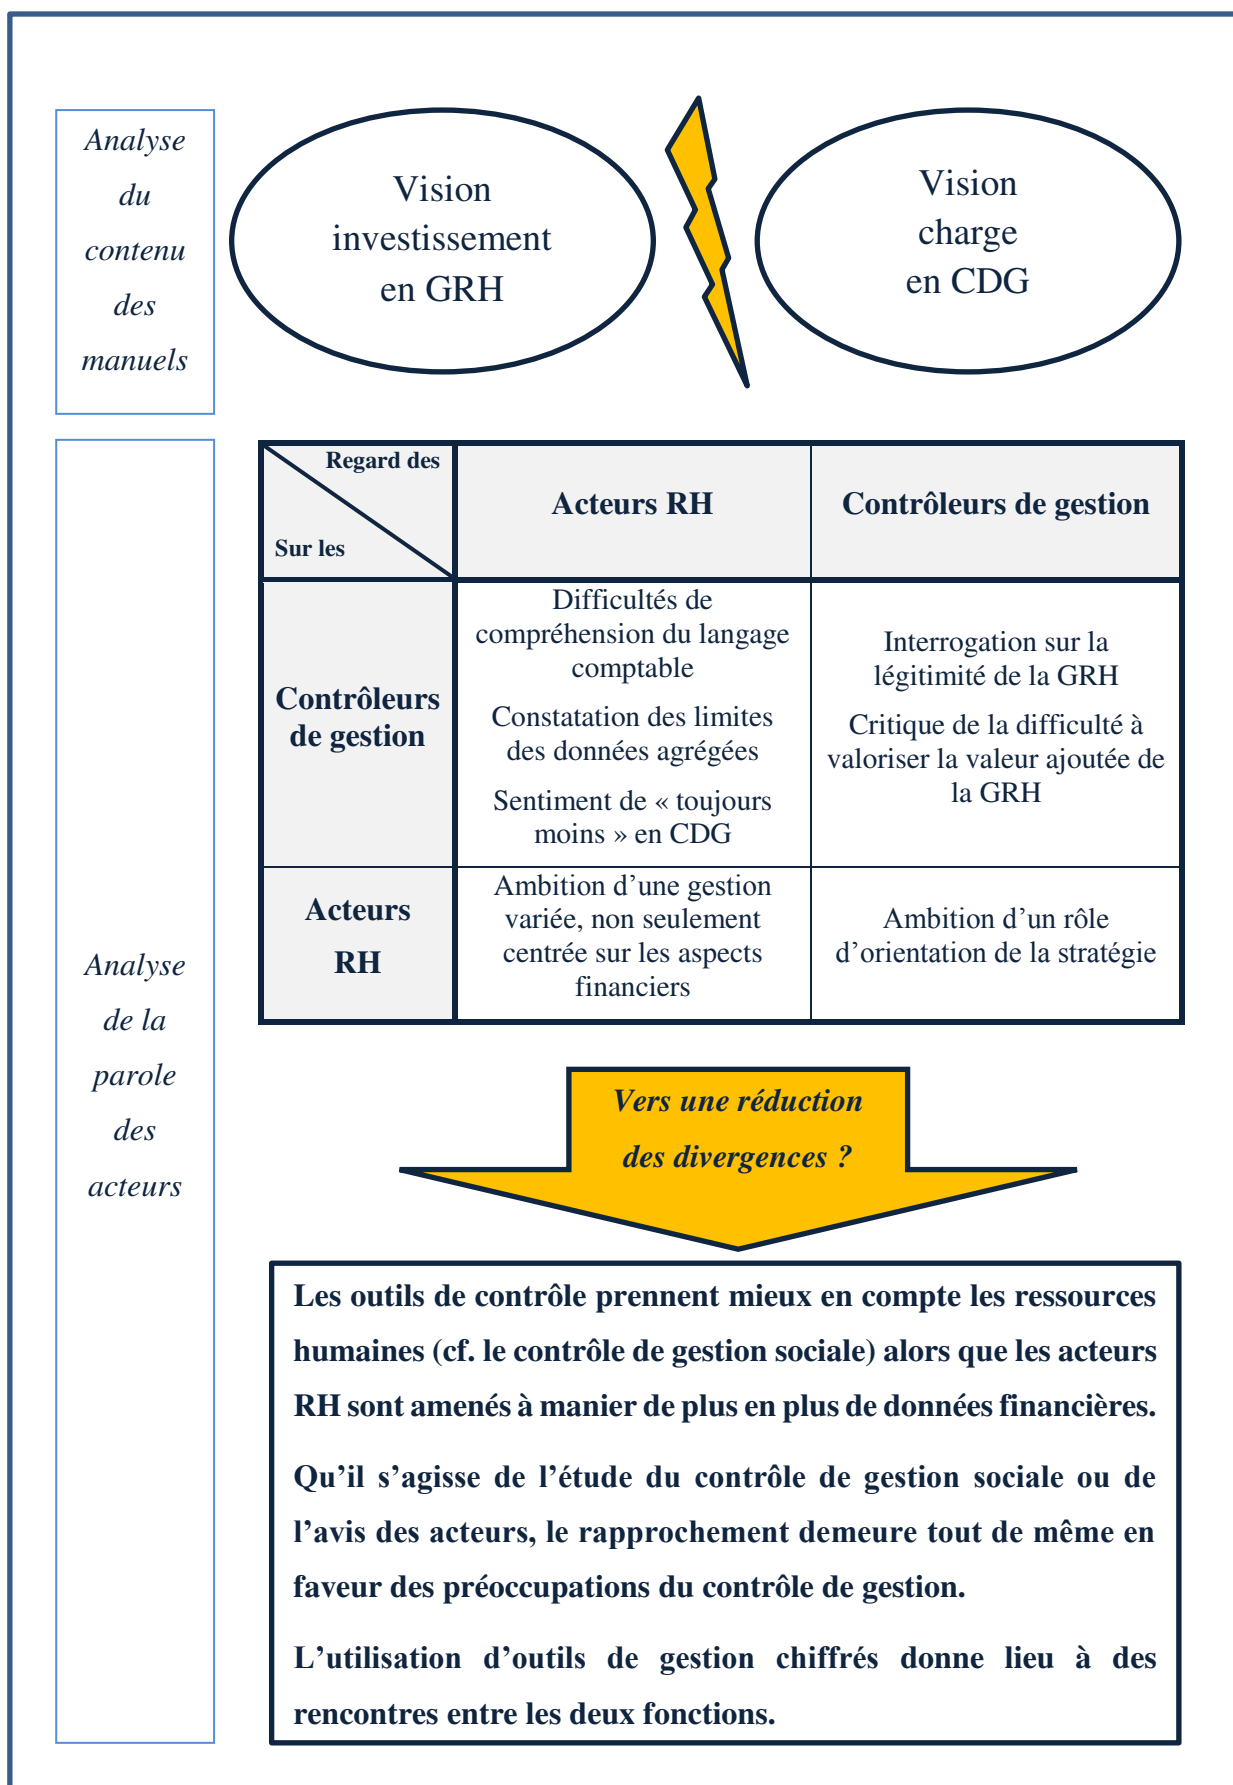 Analyse
du
contenu
des
manuels
Vision
investissement
en GRH
Vision
charge
en CDG
Analyse
de la
parole
des
acteurs
Regard des
Sur les
Acteurs RH
Contrôleurs de gestion
Contrôleurs
de gestion
Difficultés de
compréhension du langage
comptable
Constatation des limites
des données agrégées
Sentiment de « toujours
moins » en CDG
Interrogation sur la
légitimité de la GRH
Critique de la difficulté à
valoriser la valeur ajoutée de
la GRH
Acteurs
RH
Ambition d’une gestion
variée, non seulement
centrée sur les aspects
financiers
Ambition d’un rôle
d’orientation de la stratégie
Vers une réduction
des divergences ?
Les outils de contrôle prennent mieux en compte les ressources
humaines (cf. le contrôle de gestion sociale) alors que les acteurs
RH sont amenés à manier de plus en plus de données financières.
Qu’il s’agisse de l’étude du contrôle de gestion sociale ou de
l’avis des acteurs, le rapprochement demeure tout de même en
faveur des préoccupations du contrôle de gestion.
L’utilisation d’outils de gestion chiffrés donne lieu à des
rencontres entre les deux fonctions.